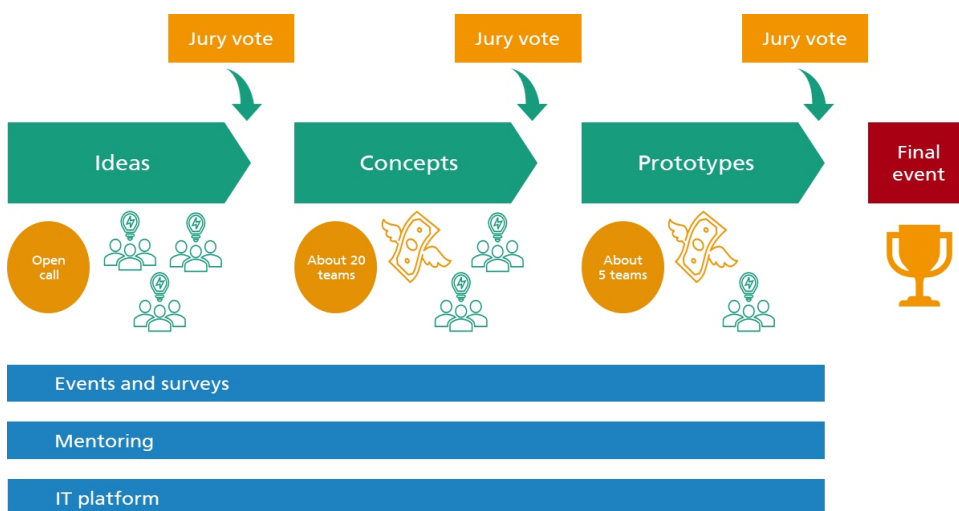 Jury vote
Jury vote
Jury vote
Ideas
Concepts
Prototypes
Final
event
Open
call
About 20
teams
About
5 teams
Events and surveys
Mentoring
IT platform